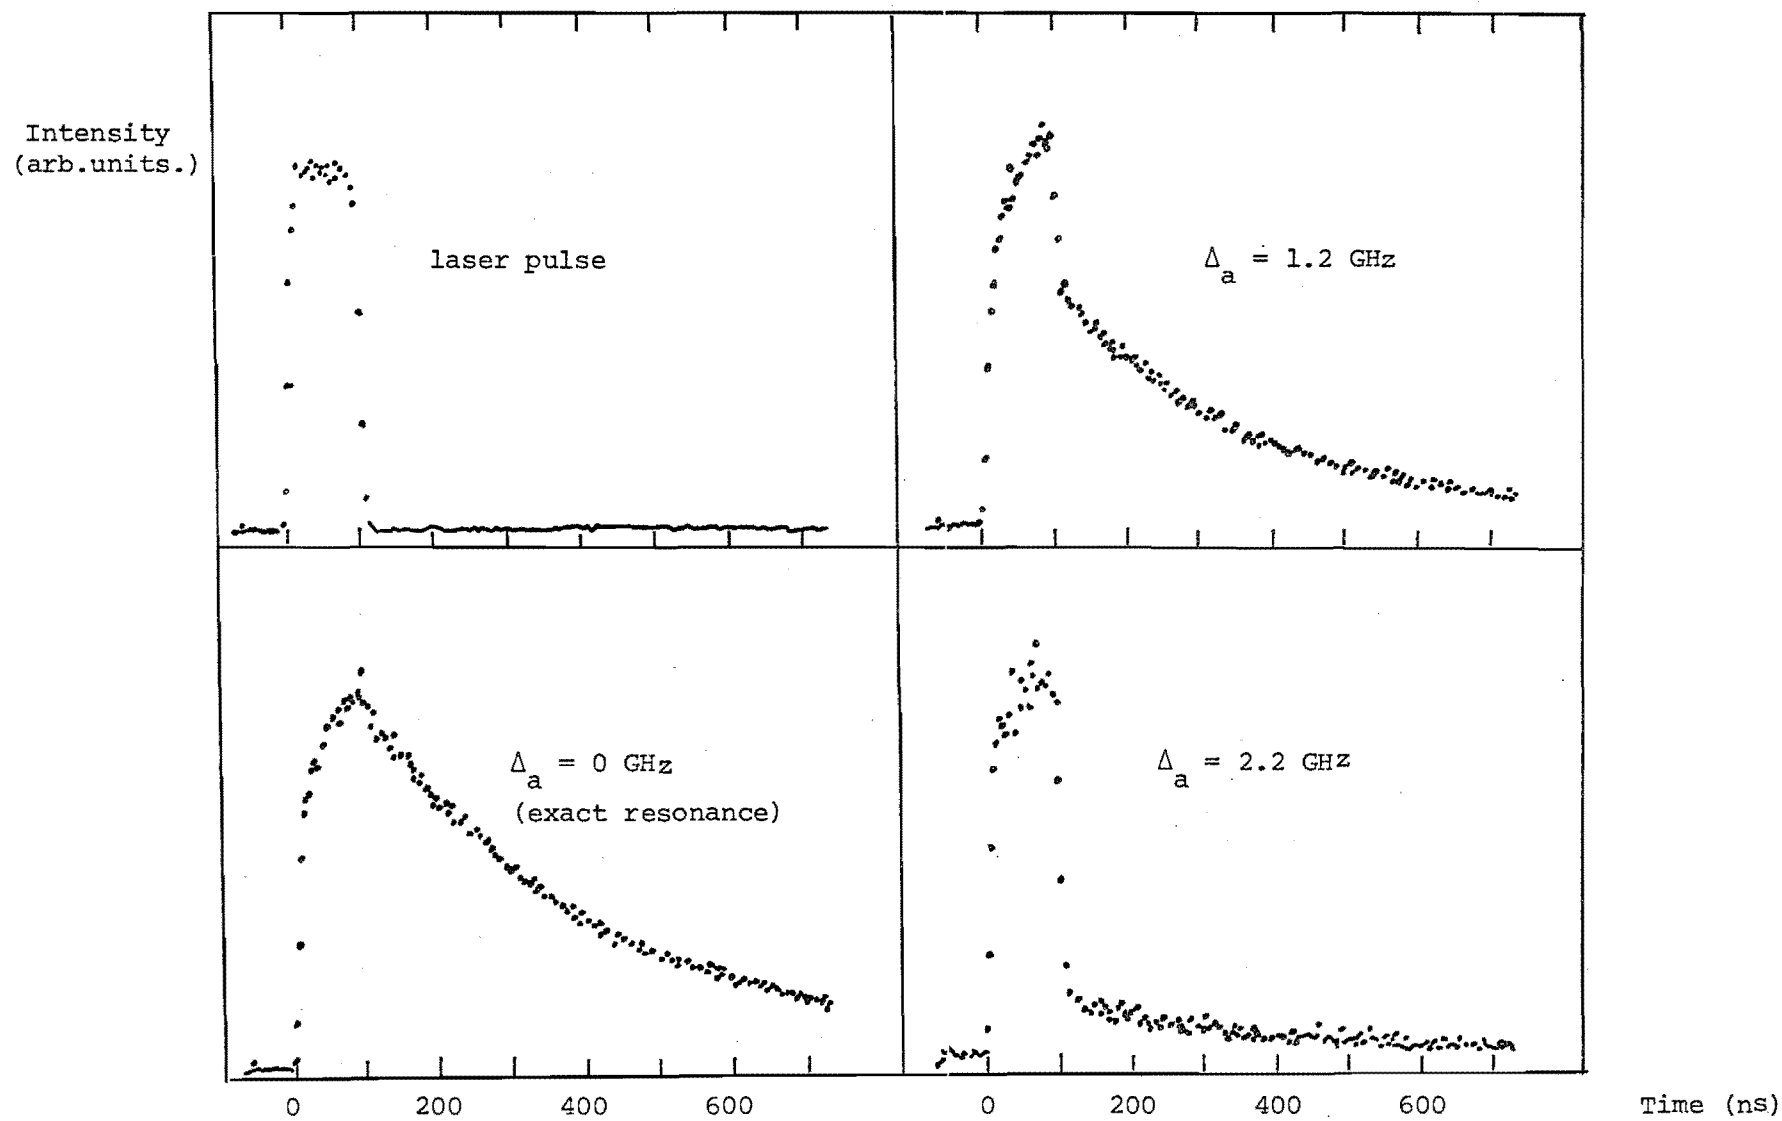 Intensity
(arb.units.)
laser pulse
Δa = 1.2 GHz
Δa = 0 GHz
(exact resonance)
Δa = 2.2 GHz
0 200 400 600
0 200 400 600
Time (ns)